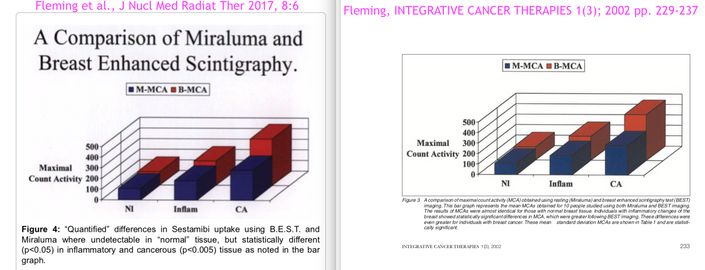 Fleming et al., J Nucl Med Radiat Ther 2017, 8:6
A Comparison of Miraluma and
Breast Enhanced Scintigraphy.
M-MCA B-MCA
500
400
Maximal 300
Count Activity 200
100
0
NI Inflam CA
Figure 4: “Quantified” differences in Sestamibi uptake using B.E.S.T. and
Miraluma where undetectable in “normal” tissue, but statistically different
(p<0.05) in inflammatory and cancerous (p<0.005) tissue as noted in the bar
graph.
Fleming, INTEGRATIVE CANCER THERAPIES 1(3); 2002 pp. 229-237
M-MCA B-MCA
500
400
Maximal 300
Count Activity 200
100
0
NI Inflam CA
Figure 3 A comparison of maximal count activity (MCA) obtained using resting (Miraluma) and breast enhanced scintigraphy test (BEST)
imaging. The bar graph represents the mean MCAs obtained for 10 people studied using both Miraluma and BEST imaging.
The results of MCAs were almost identical for those with normal breast tissue. Individuals with inflammatory changes of the
breast showed statistically significant differences in MCA, which were greater following BEST imaging. These differences were
even greater for individuals with breast cancer. These mean standard deviation MCAs are shown in Table 1 and are statisti-
cally significant.
INTEGRATIVE CANCER THERAPIES 1(3), 2002 233